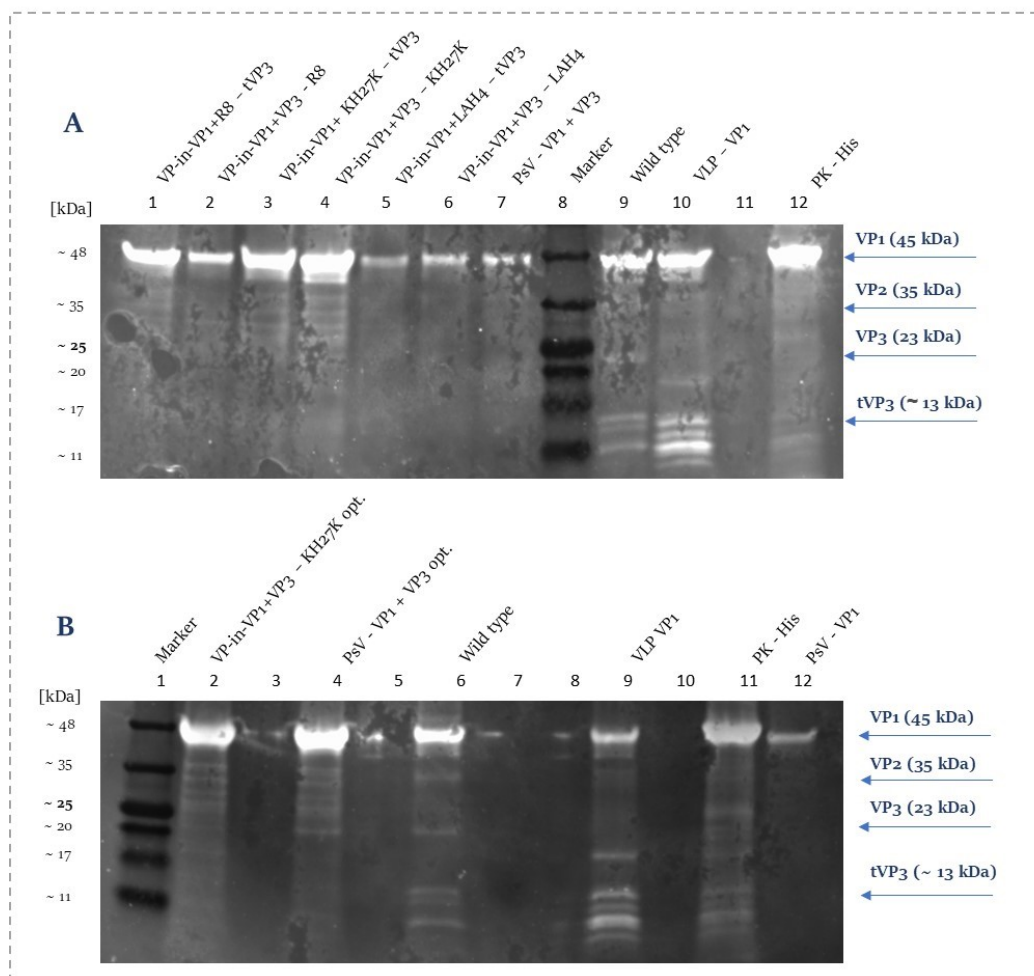 A
VP-in-VP1+R8 – tVP3
VP-in-VP1+VP3 – R8
VP-in-VP1+ KH27K – tVP3
VP-in-VP1+VP3 – KH27K
VP-in-VP1+LAH4 – tVP3
VP-in-VP1+VP3 – LAH4
PsV – VP1 + VP3
Marker
Wild type
VLP – VP1
PK – His
[kDa] 1 2 3 4 5 6 7 8 9 10 11 12
~ 48
~ 35
~ 25
~ 20
~ 17
~ 11
VP1 (45 kDa)
VP2 (35 kDa)
VP3 (23 kDa)
tVP3 (~ 13 kDa)
B
Marker
VP-in-VP1+VP3 – KH27K opt.
PsV – VP1 + VP3 opt.
Wild type
VLP VP1
PK – His
PsV – VP1
[kDa] 1 2 3 4 5 6 7 8 9 10 11 12
~ 48
~ 35
~ 25
~ 20
~ 17
~ 11
VP1 (45 kDa)
VP2 (35 kDa)
VP3 (23 kDa)
tVP3 (~ 13 kDa)